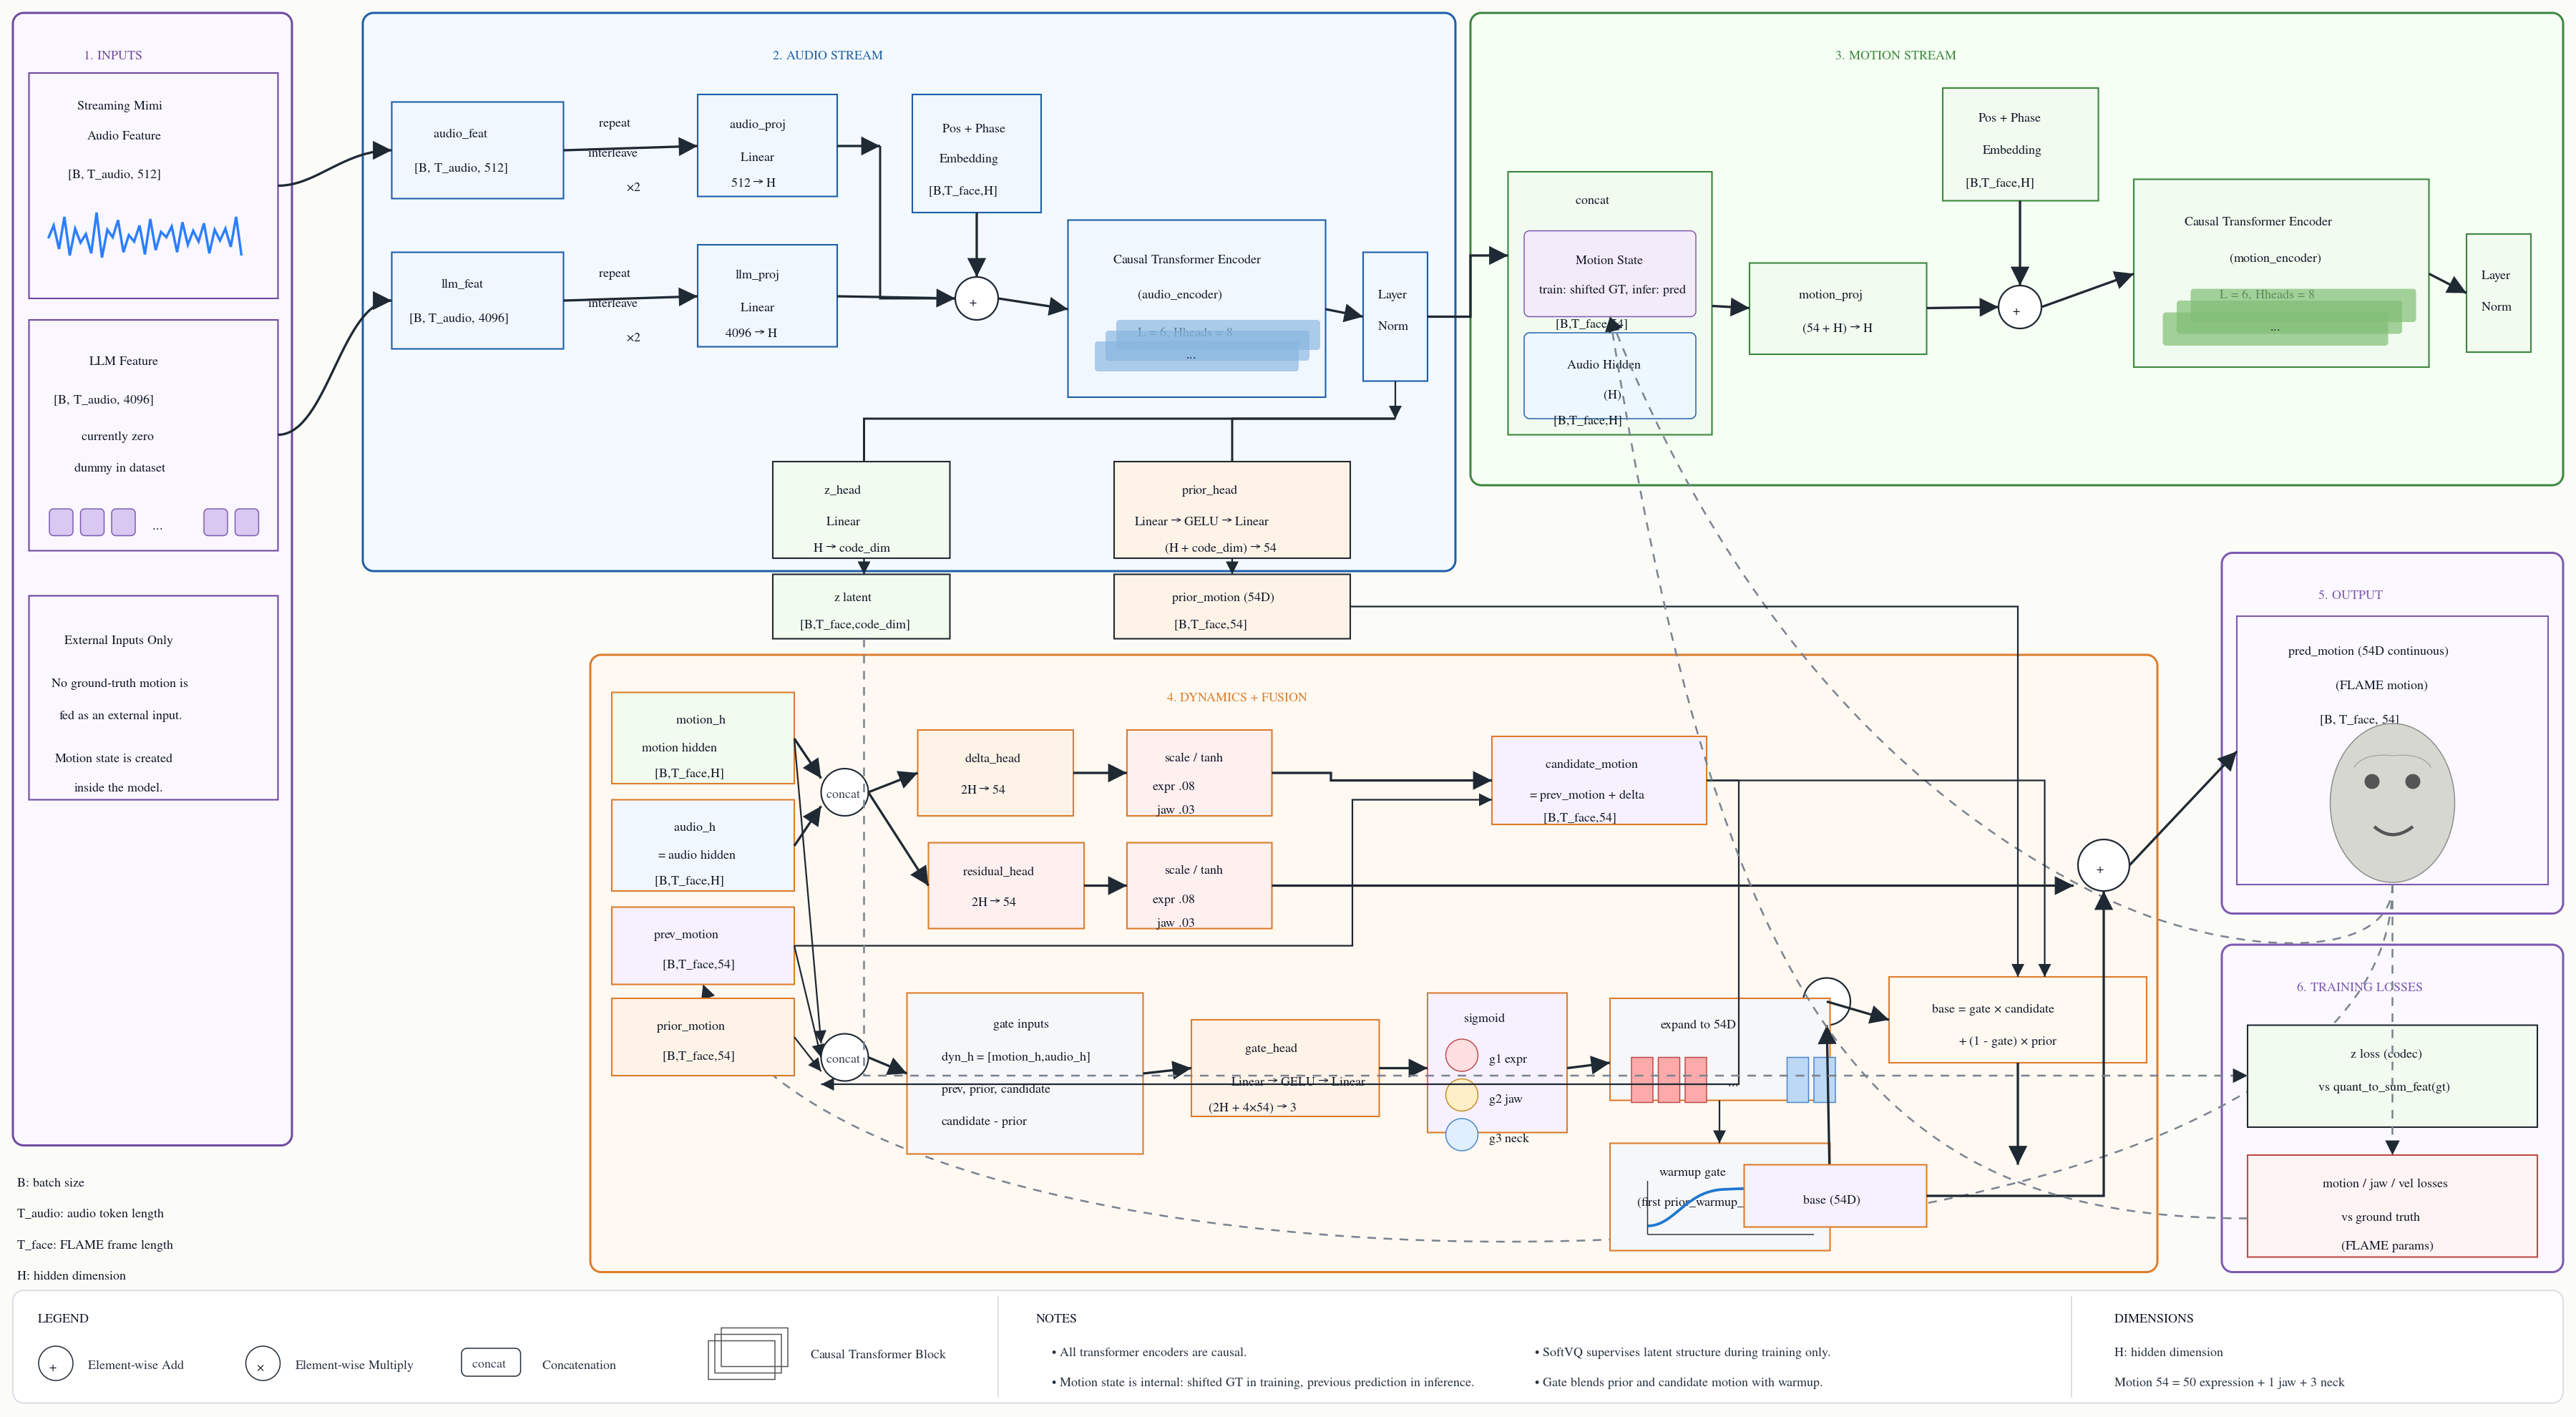 1. INPUTS
Streaming Mimi
Audio Feature
[B, T_audio, 512]
LLM Feature
[B, T_audio, 4096]
currently zero
dummy in dataset
...
External Inputs Only
No ground-truth motion is
fed as an external input.
Motion state is created
inside the model.
B: batch size
T_audio: audio token length
T_face: FLAME frame length
H: hidden dimension
2. AUDIO STREAM
audio_feat
[B, T_audio, 512]
repeat
interleave
×2
audio_proj
Linear
512 → H
llm_feat
[B, T_audio, 4096]
repeat
interleave
×2
llm_proj
Linear
4096 → H
Pos + Phase
Embedding
[B,T_face,H]
+
Causal Transformer Encoder
(audio_encoder)
L = 6, Hheads = 8
...
Layer
Norm
z_head
Linear
H → code_dim
z latent
[B,T_face,code_dim]
prior_head
Linear → GELU → Linear
(H + code_dim) → 54
prior_motion (54D)
[B,T_face,54]
3. MOTION STREAM
concat
Motion State
train: shifted GT, infer: pred
[B,T_face,54]
Audio Hidden
(H)
[B,T_face,H]
motion_proj
(54 + H) → H
Pos + Phase
Embedding
[B,T_face,H]
+
Causal Transformer Encoder
(motion_encoder)
L = 6, Hheads = 8
...
Layer
Norm
4. DYNAMICS + FUSION
motion_h
motion hidden
[B,T_face,H]
audio_h
= audio hidden
[B,T_face,H]
prev_motion
[B,T_face,54]
prior_motion
[B,T_face,54]
concat
concat
delta_head
2H → 54
scale / tanh
expr .08
jaw .03
residual_head
2H → 54
scale / tanh
expr .08
jaw .03
candidate_motion
= prev_motion + delta
[B,T_face,54]
+
gate inputs
dyn_h = [motion_h,audio_h]
prev, prior, candidate
candidate - prior
gate_head
Linear → GELU → Linear
(2H + 4×54) → 3
sigmoid
g1 expr
g2 jaw
g3 neck
expand to 54D
...
warmup gate
(first prior_warmup_
base (54D)
base = gate × candidate
+ (1 - gate) × prior
5. OUTPUT
pred_motion (54D continuous)
(FLAME motion)
[B, T_face, 54]
6. TRAINING LOSSES
z loss (codec)
vs quant_to_sum_feat(gt)
motion / jaw / vel losses
vs ground truth
(FLAME params)
LEGEND
+
Element-wise Add
×
Element-wise Multiply
concat
Concatenation
Causal Transformer Block
NOTES
• All transformer encoders are causal.
• Motion state is internal: shifted GT in training, previous prediction in inference.
• SoftVQ supervises latent structure during training only.
• Gate blends prior and candidate motion with warmup.
DIMENSIONS
H: hidden dimension
Motion 54 = 50 expression + 1 jaw + 3 neck